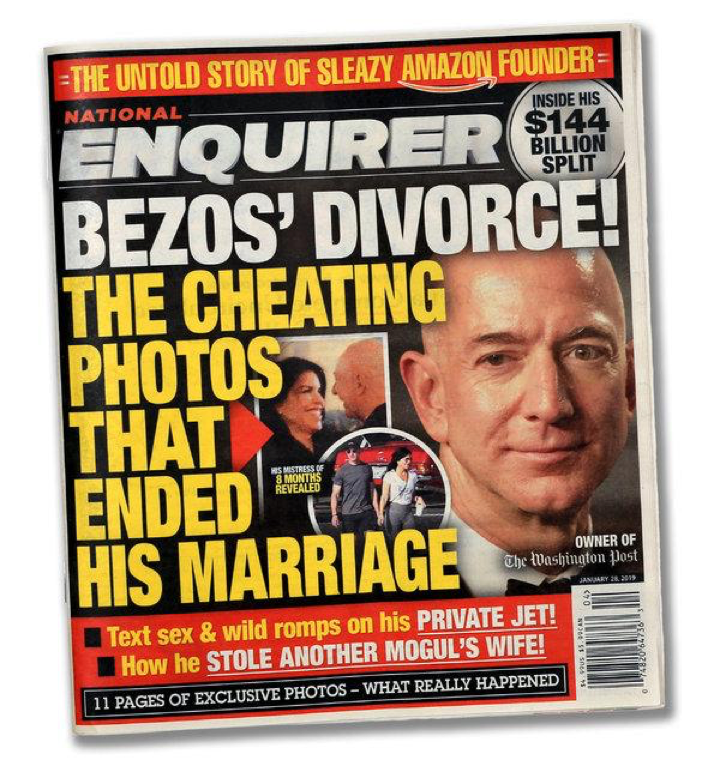 THE UNTOLD STORY OF SLEAZY AMAZON FOUNDER
NATIONAL
ENQUIRER
INSIDE HIS
$144
BILLION
SPLIT
BEZOS' DIVORCE!
THE CHEATING
PHOTOS
THAT
ENDED
HIS MARRIAGE
HIS MISTRESS OF
8 MONTHS
REVEALED
OWNER OF
The Washington Post
JANUARY 28, 2019
Text sex & wild romps on his PRIVATE JET!
How he STOLE ANOTHER MOGUL'S WIFE!
11 PAGES OF EXCLUSIVE PHOTOS – WHAT REALLY HAPPENED
04